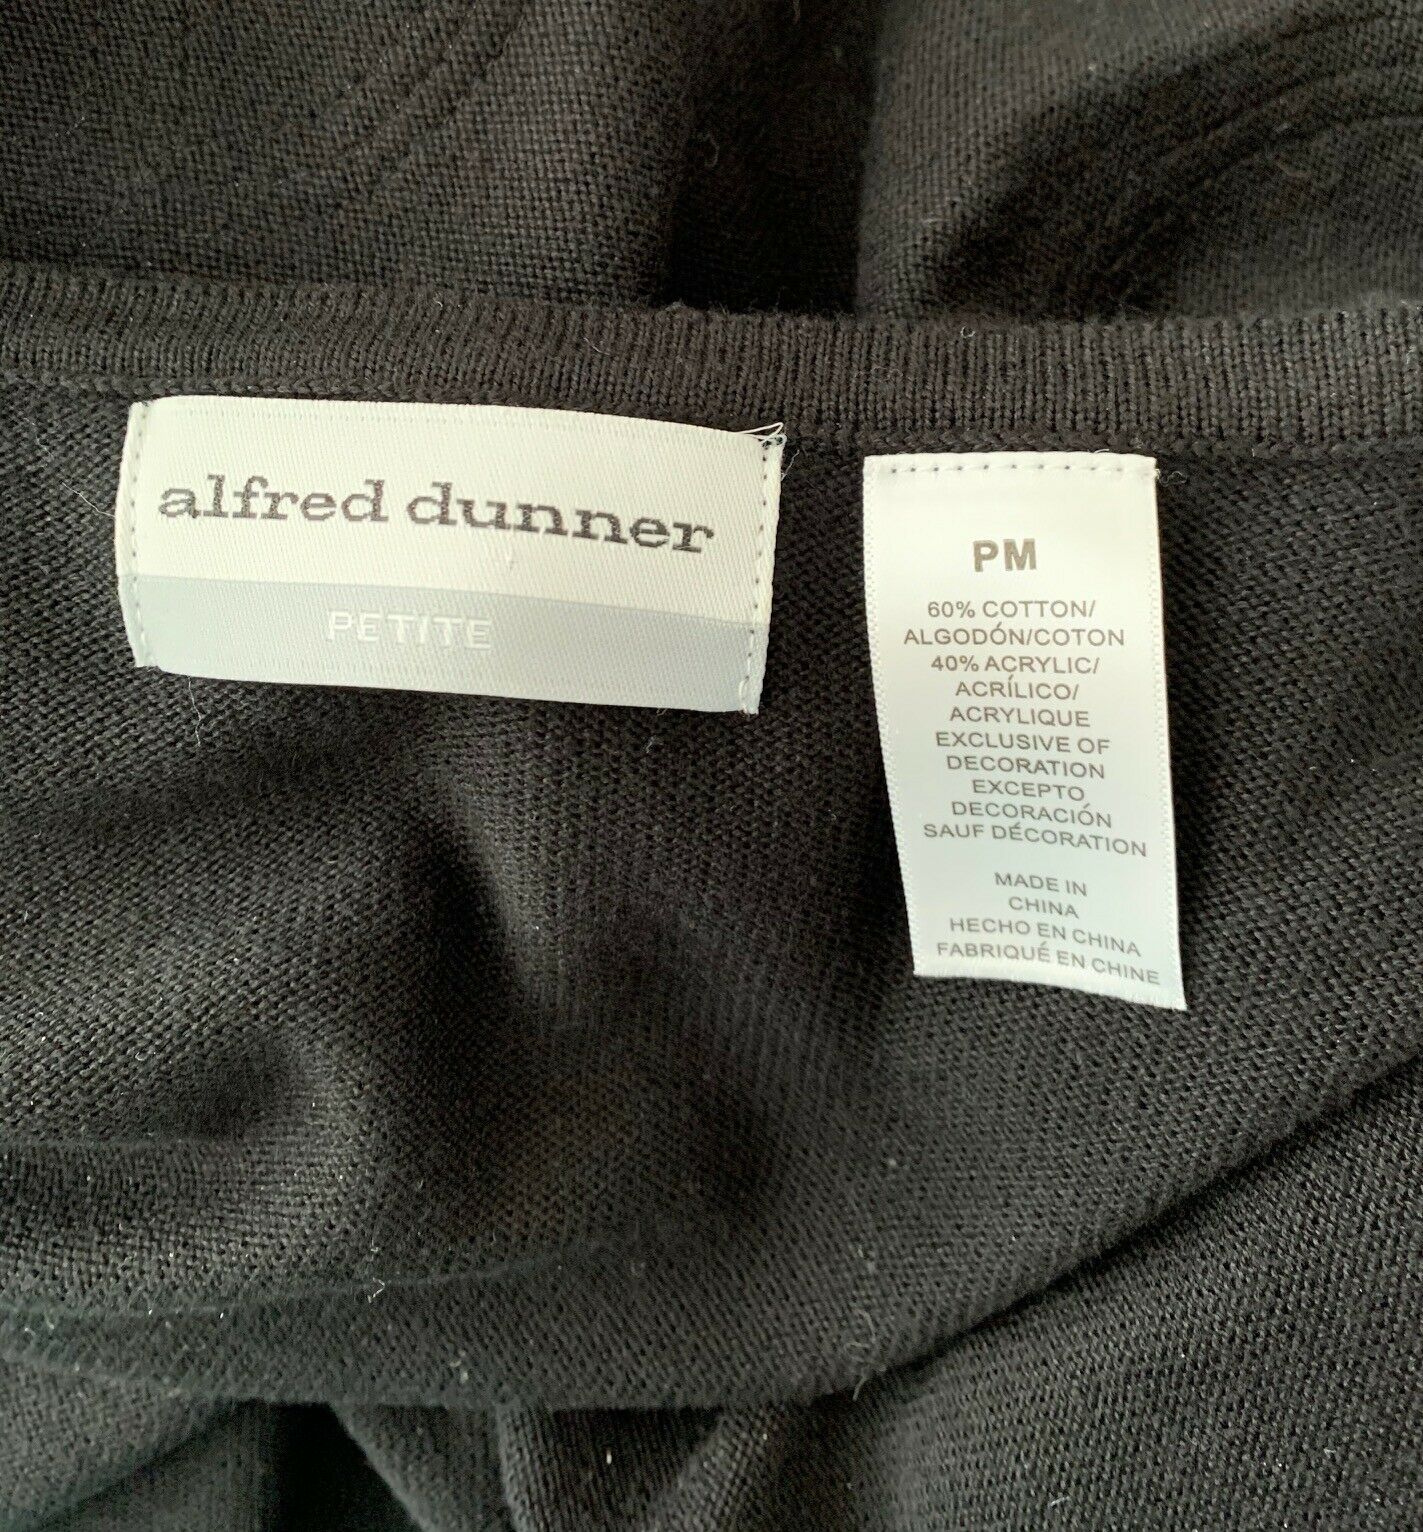 alfred dunner
PETITE
PM
60% COTTON/
ALGODÓN/COTON
40% ACRYLIC/
ACRÍLICO/
ACRYLIQUE
EXCLUSIVE OF
DECORATION
EXCEPTO
DECORACIÓN
SAUF DÉCORATION
MADE IN
CHINA
HECHO EN CHINA
FABRIQUÉ EN CHINE